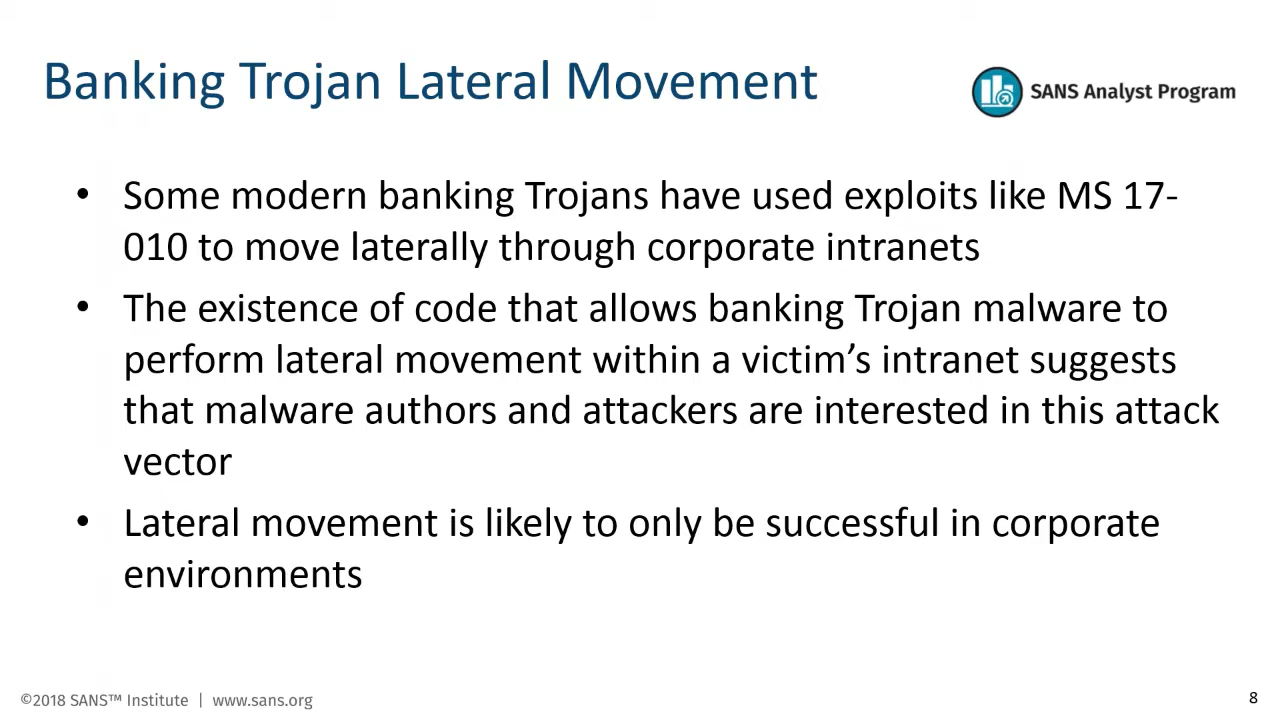 Banking Trojan Lateral Movement
SANS Analyst Program
• Some modern banking Trojans have used exploits like MS 17-
010 to move laterally through corporate intranets
• The existence of code that allows banking Trojan malware to
perform lateral movement within a victim’s intranet suggests
that malware authors and attackers are interested in this attack
vector
• Lateral movement is likely to only be successful in corporate
environments
©2018 SANS™ Institute | www.sans.org
8